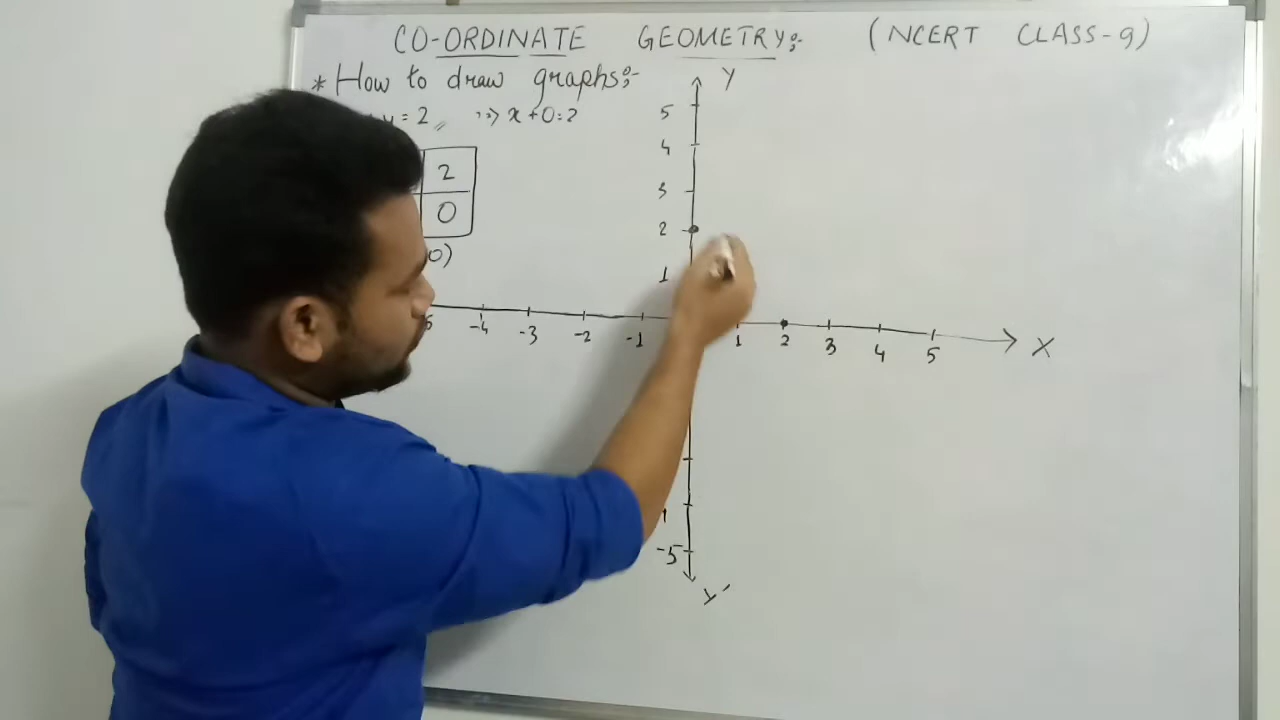 CO-ORDINATE GEOMETRY:- (NCERT CLASS-9)
* How to draw graphs:-
y = 2 ⇒ x + 0 = 2
2
0
0)
Y
5
4
3
2
1
-4 -3 -2 -1 1 2 3 4 5 X
-5
Y'